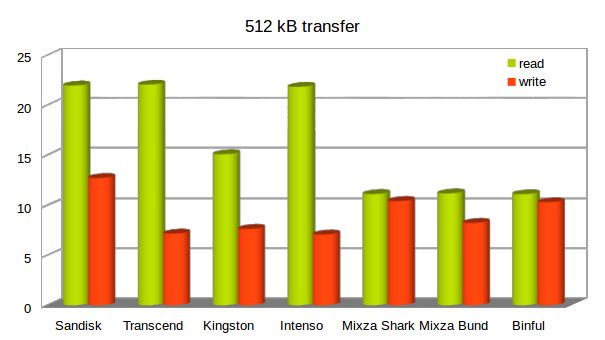 512 kB transfer
read
write
25
20
15
10
5
0
Sandisk Transcend Kingston Intenso Mixza Shark Mixza Bund Binful